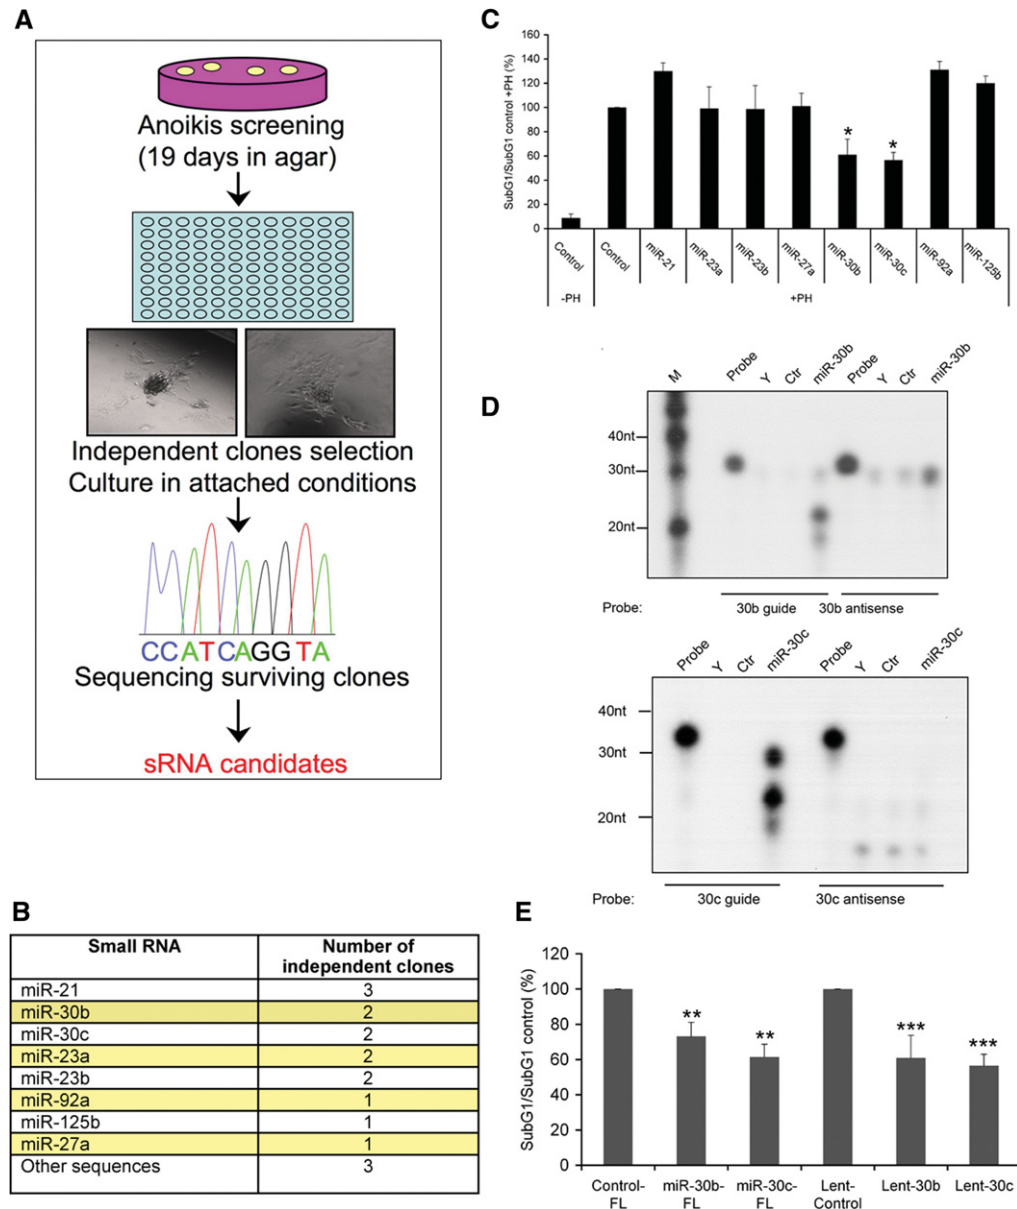 A
Anoikis screening
(19 days in agar)
Independent clones selection
Culture in attached conditions
CCATCAGGTA
Sequencing surviving clones
sRNA candidates
B
Small RNA Number of independent clones
miR-21 3
miR-30b 2
miR-30c 2
miR-23a 2
miR-23b 2
miR-92a 1
miR-125b 1
miR-27a 1
Other sequences 3
C
SubG1/SubG1 control +PH (%)
160
140
120
100
80
60
40
20
0
Control Control miR-21 miR-23a miR-23b miR-27a miR-30b miR-30c miR-92a miR-125b
* *
-PH +PH
D
M Probe Y Ctr miR-30b Probe Y Ctr miR-30b
40nt
30nt
20nt
Probe: 30b guide 30b antisense
Probe Y Ctr miR-30c Probe Y Ctr miR-30c
40nt
30nt
20nt
Probe: 30c guide 30c antisense
E
SubG1/SubG1 control (%)
120
100
80
60
40
20
0
** ** *** ***
Control-FL miR-30b-FL miR-30c-FL Lent-Control Lent-30b Lent-30c